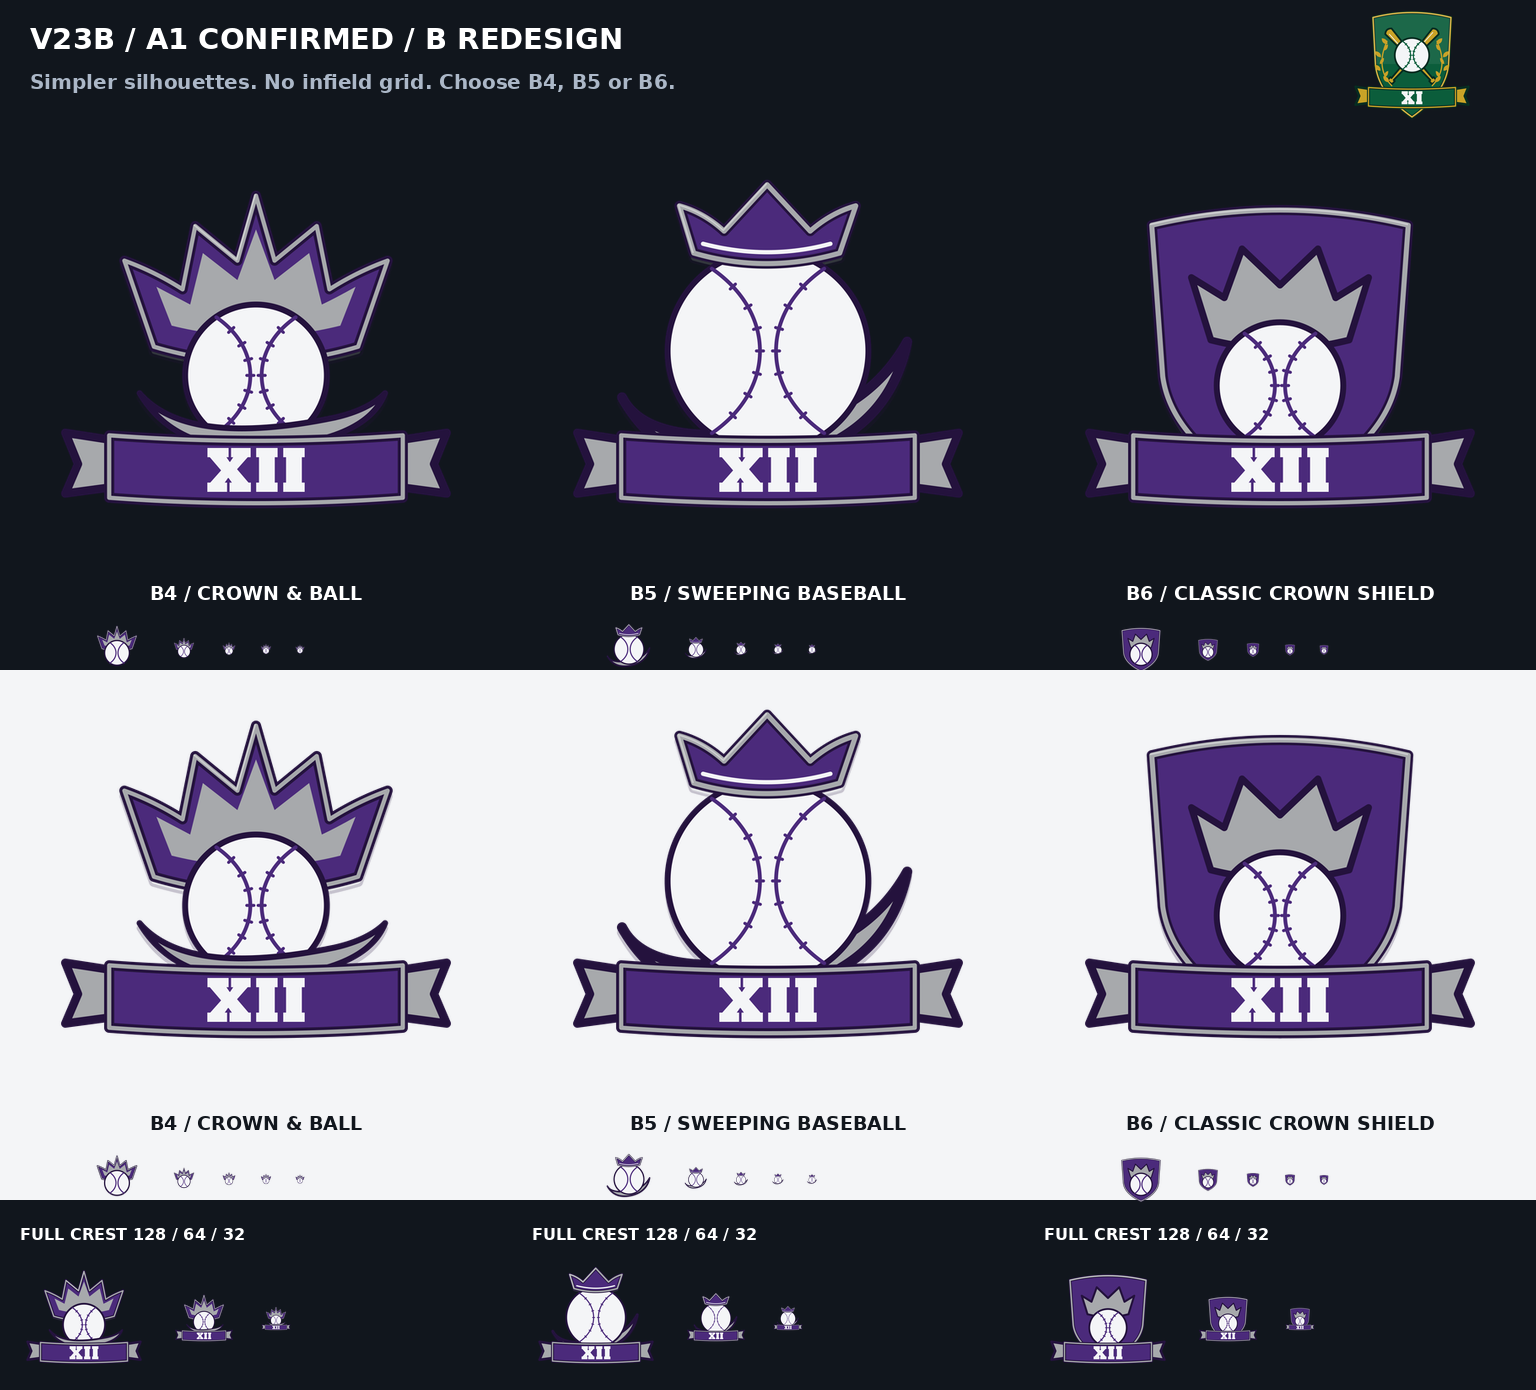 V23B / A1 CONFIRMED / B REDESIGN
Simpler silhouettes. No infield grid. Choose B4, B5 or B6.
XI
XII
XII
XII
B4 / CROWN & BALL
B5 / SWEEPING BASEBALL
B6 / CLASSIC CROWN SHIELD
XII
XII
XII
B4 / CROWN & BALL
B5 / SWEEPING BASEBALL
B6 / CLASSIC CROWN SHIELD
FULL CREST 128 / 64 / 32
FULL CREST 128 / 64 / 32
FULL CREST 128 / 64 / 32
XII
XII
XII
XII
XII
XII
XII
XII
XII